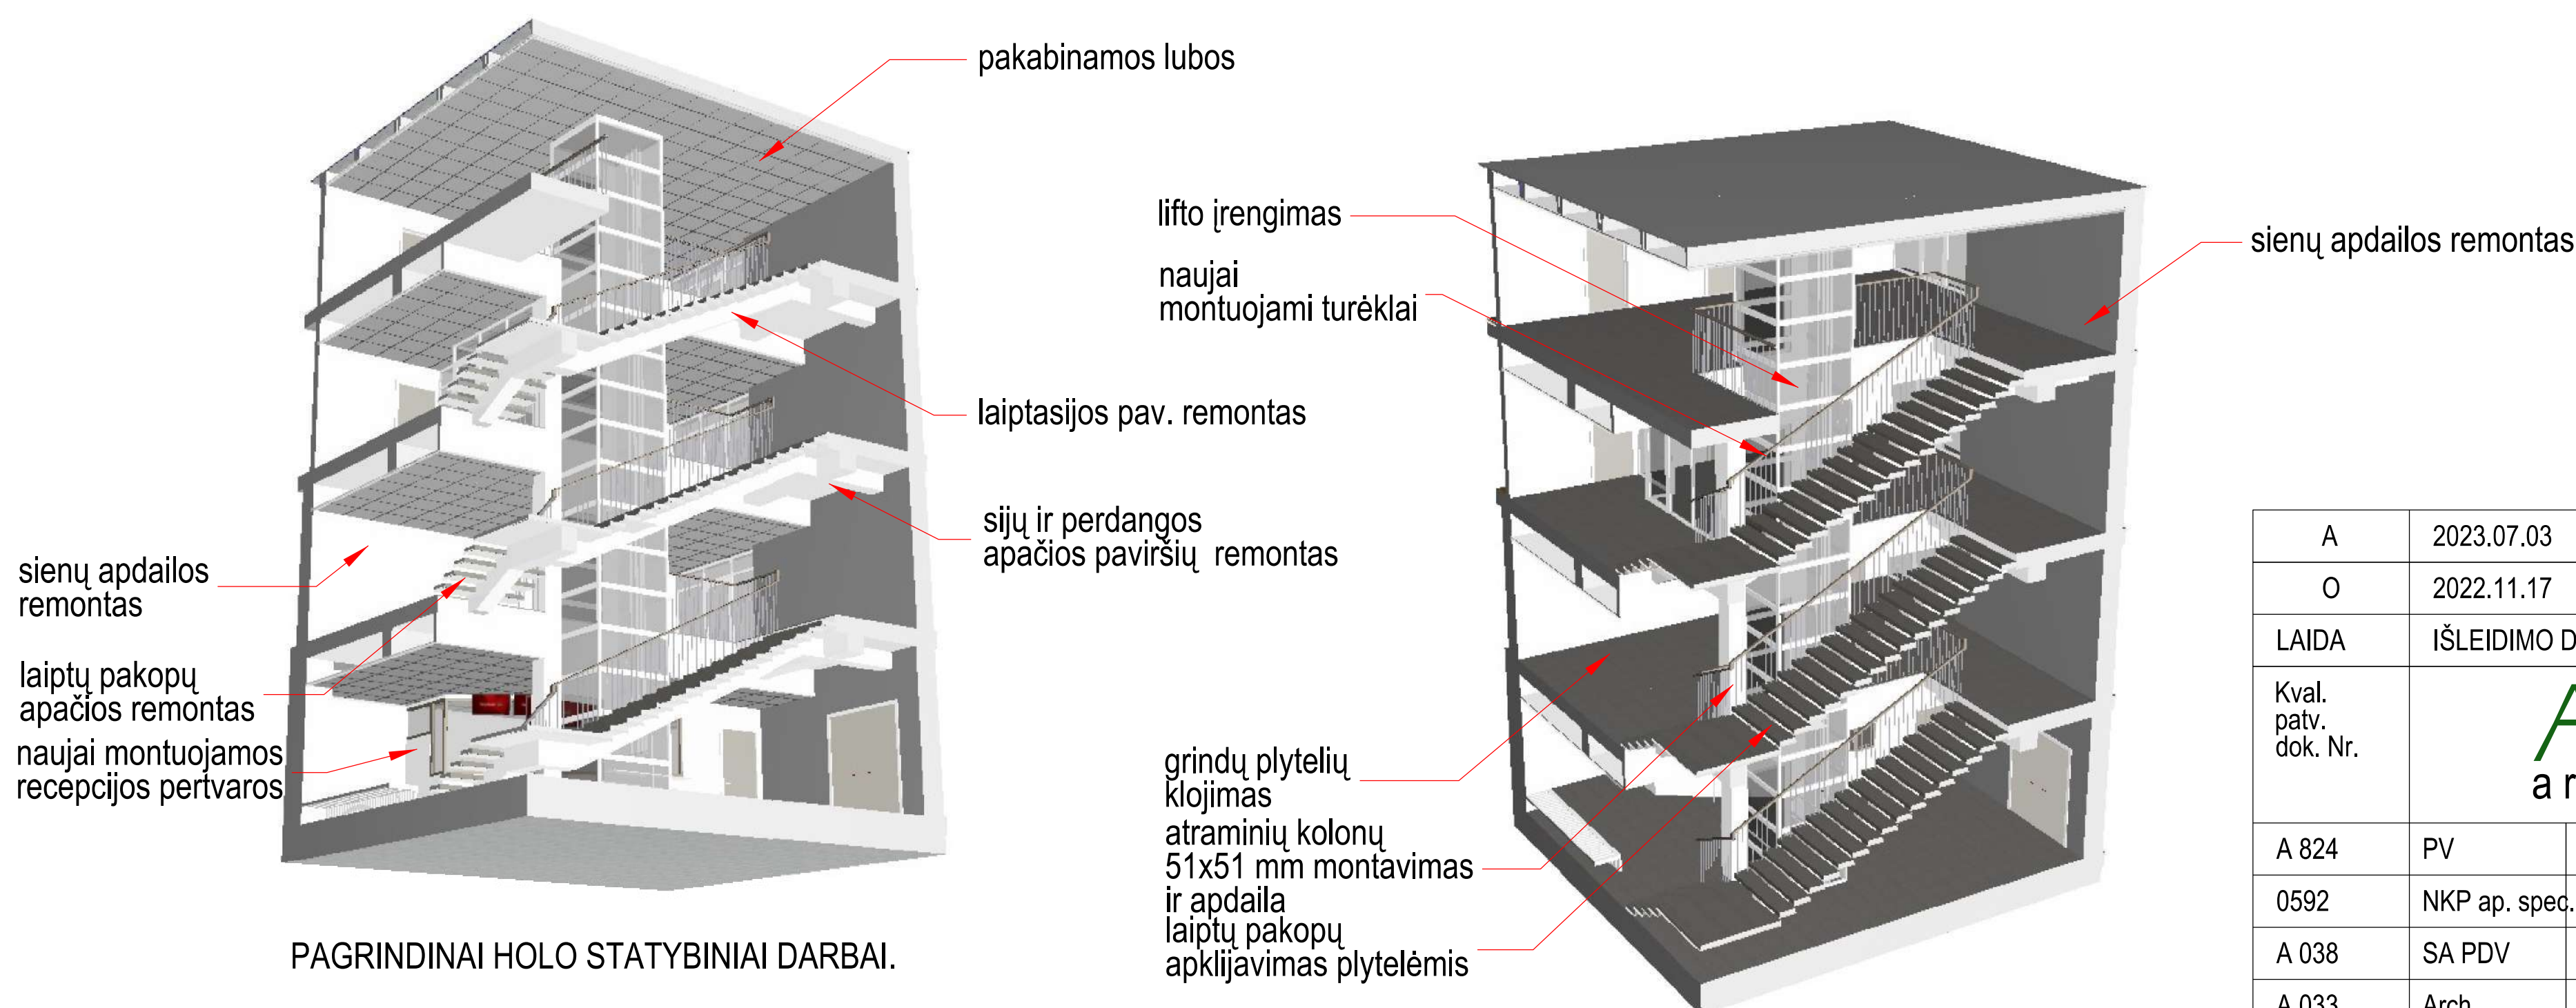 pakabinamos lubos
laiptasijos pav. remontas
sijų ir perdangos
apačios paviršių remontas
sienų apdailos
remontas
laiptų pakopų
apačios remontas
naujai montuojamos
recepcijos pertvaros
PAGRINDINAI HOLO STATYBINIAI DARBAI.
lifto įrengimas
naujai
montuojami turėklai
sienų apdailos remontas
grindų plytelių
klojimas
atraminių kolonų
51x51 mm montavimas
ir apdaila
laiptų pakopų
apklijavimas plytelėmis
A 2023.07.03
O 2022.11.17
LAIDA IŠLEIDIMO D
Kval.
patv.
dok. Nr.
A
a r
A 824 PV
0592 NKP ap. spec.
A 038 SA PDV
A 033 Arch